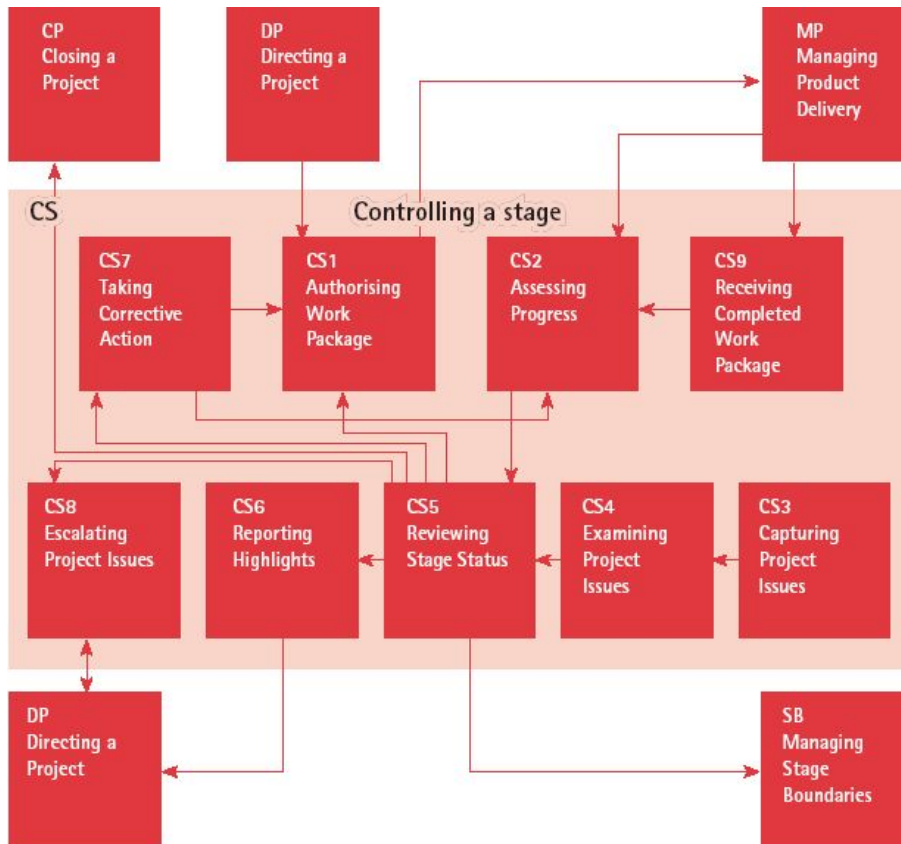 CP
Closing a
Project
DP
Directing a
Project
MP
Managing
Product
Delivery
CS
Controlling a stage
CS7
Taking
Corrective
Action
CS1
Authorising
Work
Package
CS2
Assessing
Progress
CS9
Receiving
Completed
Work
Package
CS8
Escalating
Project Issues
CS6
Reporting
Highlights
CS5
Reviewing
Stage Status
CS4
Examining
Project
Issues
CS3
Capturing
Project
Issues
DP
Directing a
Project
SB
Managing
Stage
Boundaries